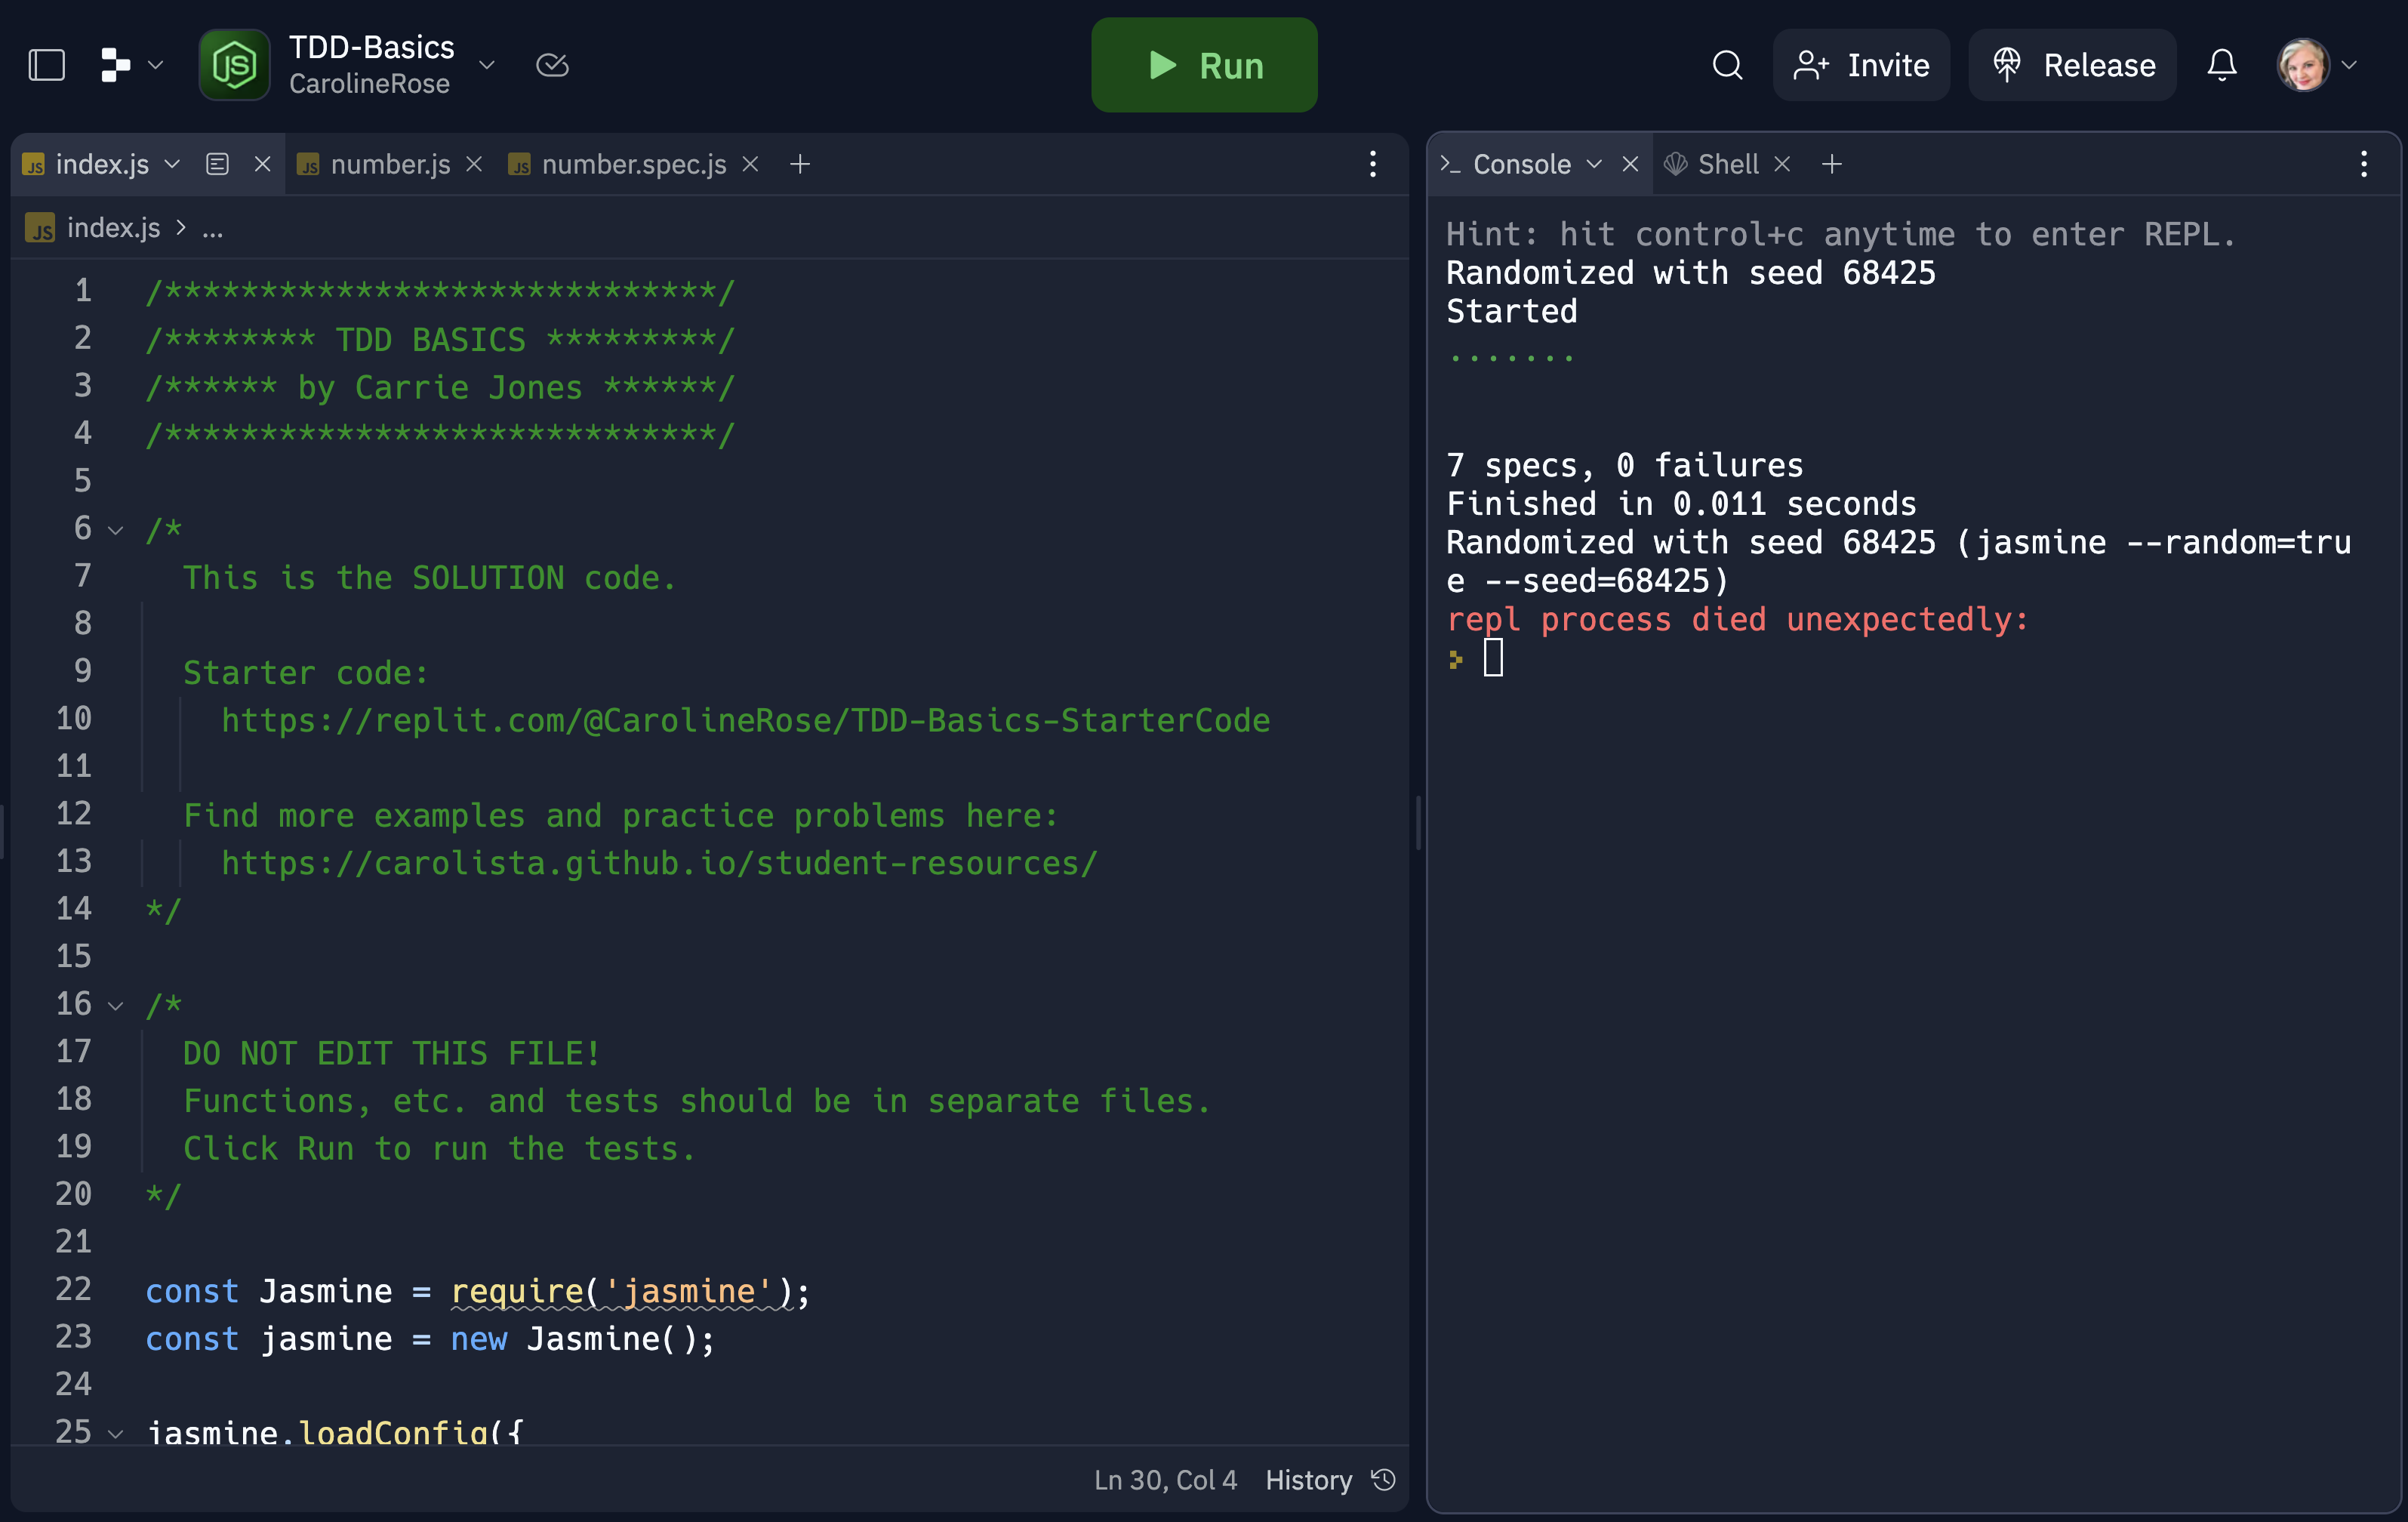 TDD-Basics
CarolineRose
Run
Invite
Release
index.js
number.js
number.spec.js
index.js > ...
1 /*****************************/
2 /******** TDD BASICS *********/
3 /****** by Carrie Jones ******/
4 /*****************************/
5
6 /*
7 This is the SOLUTION code.
8
9 Starter code:
10 https://replit.com/@CarolineRose/TDD-Basics-StarterCode
11
12 Find more examples and practice problems here:
13 https://carolista.github.io/student-resources/
14 */
15
16 /*
17 DO NOT EDIT THIS FILE!
18 Functions, etc. and tests should be in separate files.
19 Click Run to run the tests.
20 */
21
22 const Jasmine = require('jasmine');
23 const jasmine = new Jasmine();
24
25 jasmine.loadConfig({
Ln 30, Col 4 History
Console
Shell
Hint: hit control+c anytime to enter REPL.
Randomized with seed 68425
Started
.......
7 specs, 0 failures
Finished in 0.011 seconds
Randomized with seed 68425 (jasmine --random=tru
e --seed=68425)
repl process died unexpectedly: